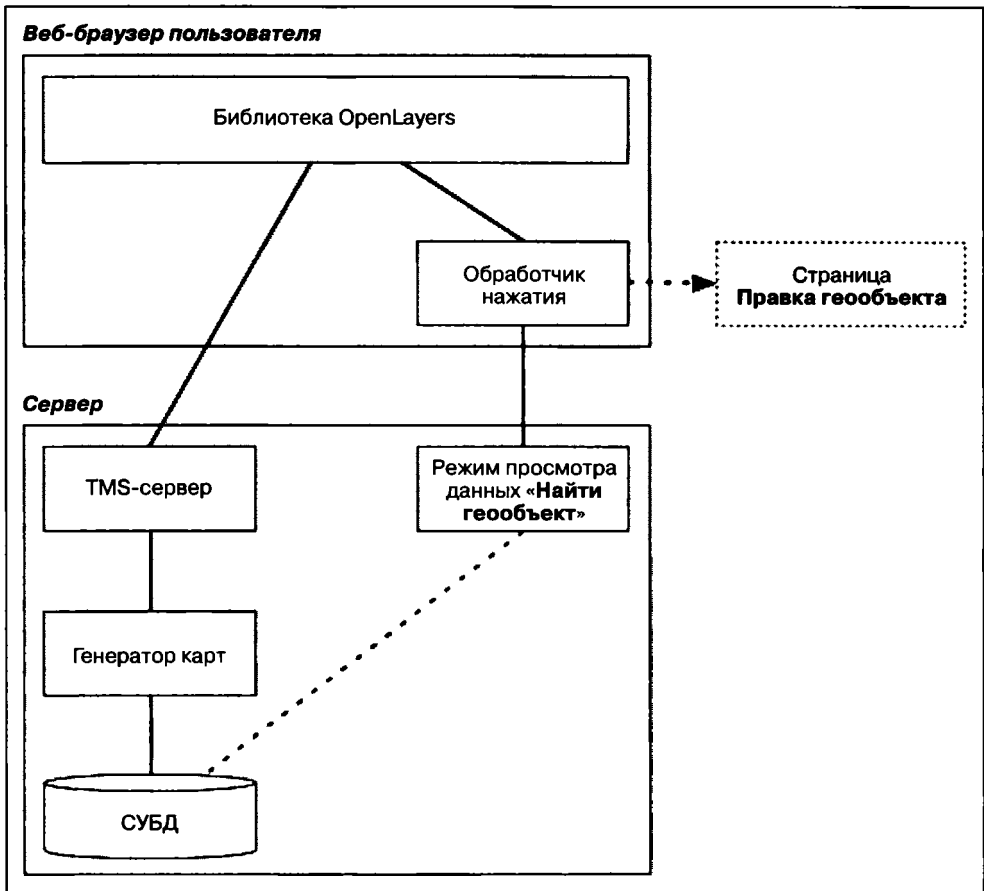 Веб-браузер пользователя
Библиотека OpenLayers
Обработчик
нажатия
Страница
Правка геообъекта
Сервер
TMS-сервер
Режим просмотра
данных «Найти
геообъект»
Генератор карт
СУБД